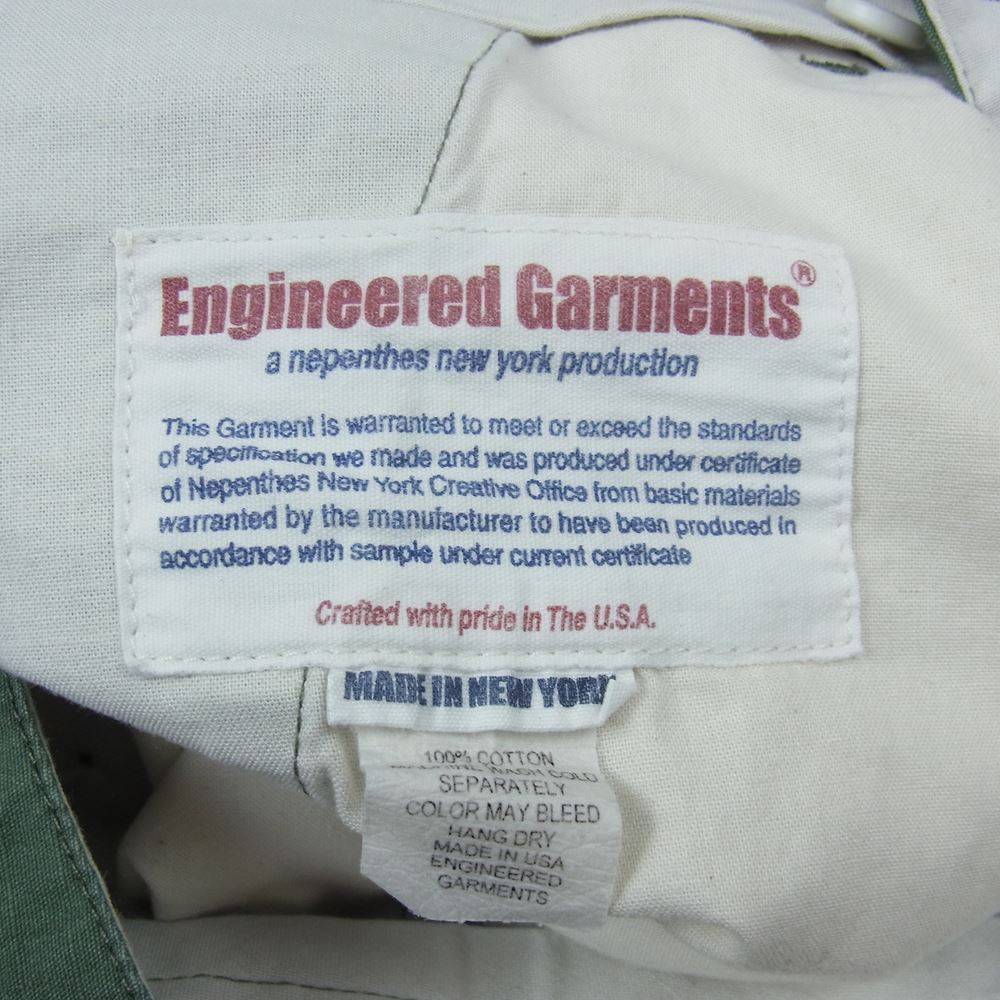 Engineered Garments®
a nepenthes new york production
This Garment is warranted to meet or exceed the standards
of specification we made and was produced under certificate
of Nepenthes New York Creative Office from basic materials
warranted by the manufacturer to have been produced in
accordance with sample under current certificate
Crafted with pride in The U.S.A.
MADE IN NEW YORK
100% COTTON
MACHINE WASH COLD
SEPARATELY
COLOR MAY BLEED
HANG DRY
MADE IN USA
ENGINEERED
GARMENTS